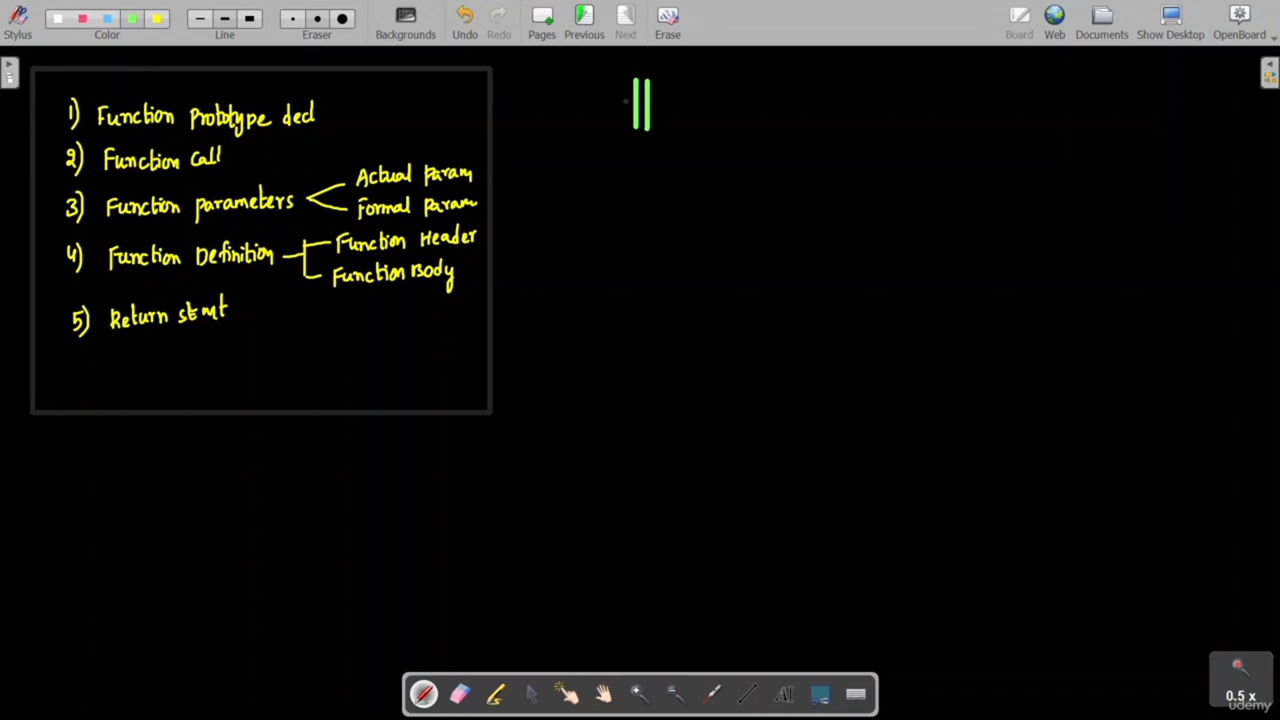 Stylus
Color
Line
Eraser
Backgrounds
Undo
Redo
Pages
Previous
Next
Erase
Board
Web
Documents
Show Desktop
OpenBoard
1) Function Prototype decl
2) Function Call
3) Function parameters
Actual Param
Formal Param
4) Function Definition
Function Header
Function Body
5) Return stmt
0.5 x
udemy